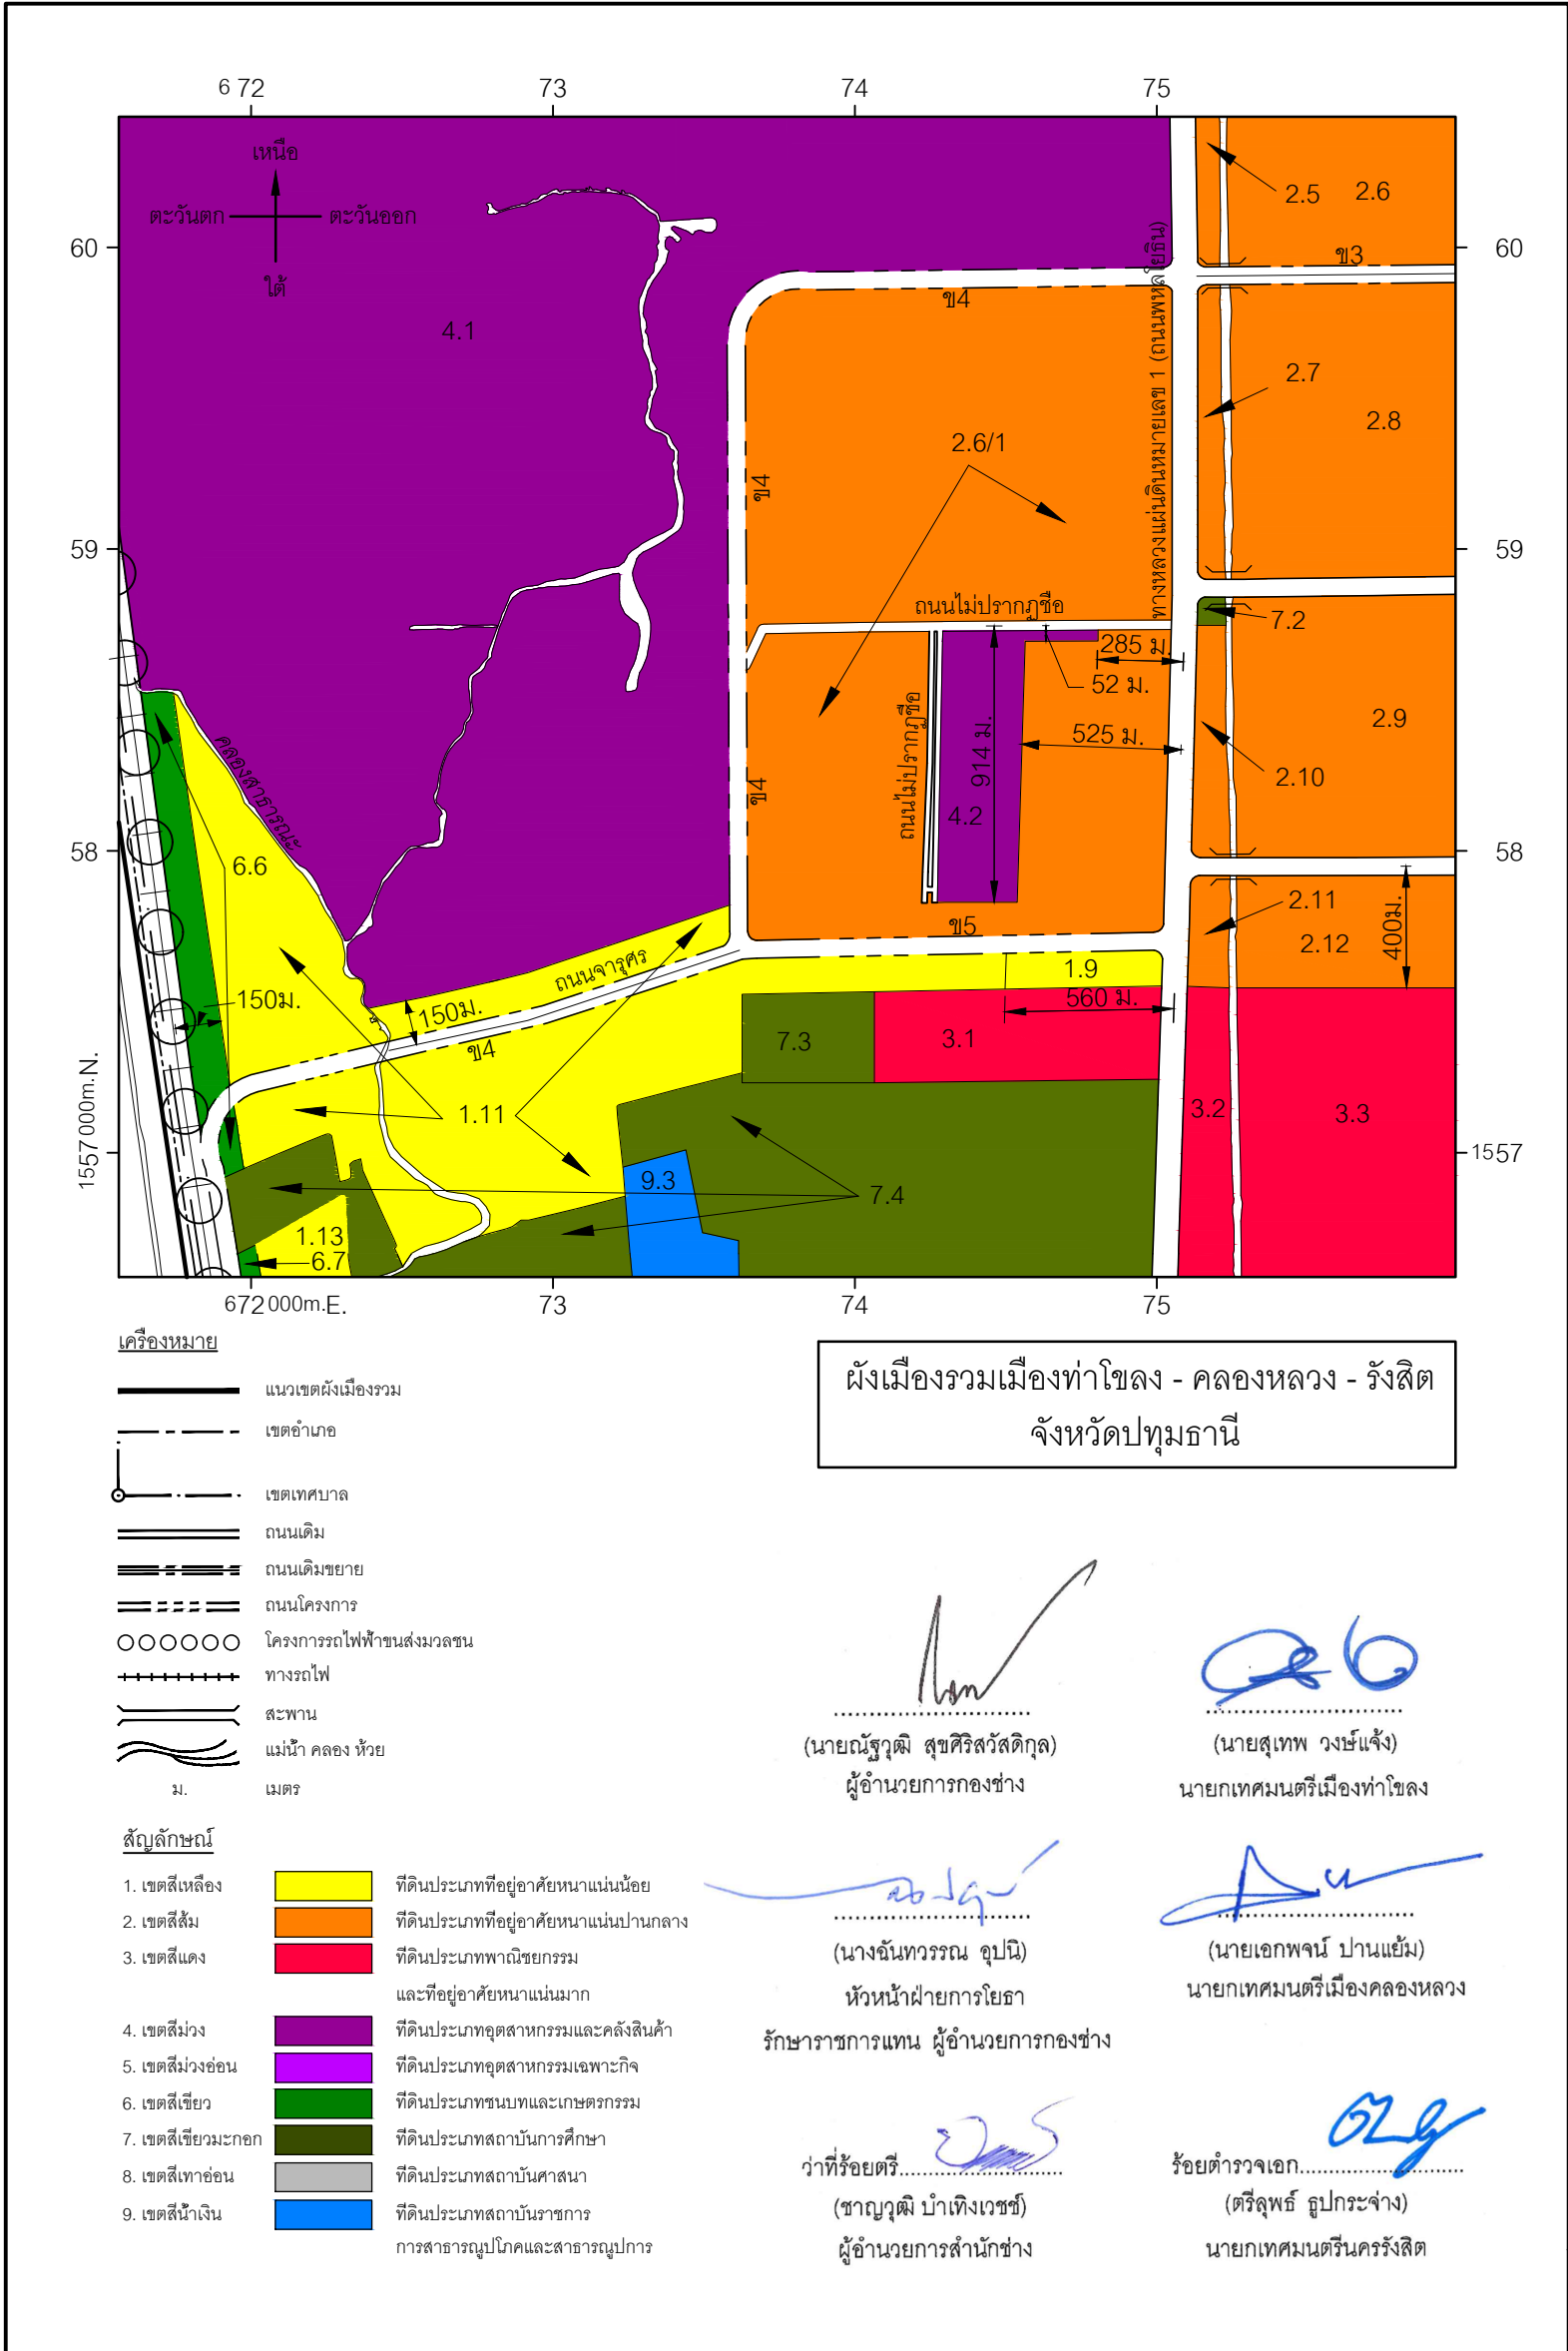 6 72 73 74 75
เหนือ
ตะวันตก ตะวันออก
ใต้
60 60
59 59
58 58
1557 000m. N. 1557
4.1
2.5 2.6
ข3
ข4
ทางหลวงแผ่นดินหมายเลข 1 (ถนนพหลโยธิน)
2.7
2.8
2.6/1
ข4
ถนนไม่ปรากฏชื่อ
7.2
285 ม.
52 ม.
2.9
525 ม.
914 ม.
ถนนไม่ปรากฏชื่อ
2.10
คลองสาธารณะ
ข4
4.2
6.6
2.11
ข5
2.12
400ม.
ถนนจารุศร
1.9
150ม.
150ม.
560 ม.
ข4
7.3
3.1
1.11
3.2
3.3
9.3
7.4
1.13
6.7
672 000m.E. 73 74 75
เครื่องหมาย
แนวเขตผังเมืองรวม
เขตอำเภอ
เขตเทศบาล
ถนนเดิม
ถนนเดิมขยาย
ถนนโครงการ
โครงการรถไฟฟ้าขนส่งมวลชน
ทางรถไฟ
สะพาน
แม่น้ำ คลอง ห้วย
ม. เมตร
ผังเมืองรวมเมืองท่าโขลง - คลองหลวง - รังสิต
จังหวัดปทุมธานี
สัญลักษณ์
1. เขตสีเหลือง ที่ดินประเภทที่อยู่อาศัยหนาแน่นน้อย
2. เขตสีส้ม ที่ดินประเภทที่อยู่อาศัยหนาแน่นปานกลาง
3. เขตสีแดง ที่ดินประเภทพาณิชยกรรม
และที่อยู่อาศัยหนาแน่นมาก
4. เขตสีม่วง ที่ดินประเภทอุตสาหกรรมและคลังสินค้า
5. เขตสีม่วงอ่อน ที่ดินประเภทอุตสาหกรรมเฉพาะกิจ
6. เขตสีเขียว ที่ดินประเภทชนบทและเกษตรกรรม
7. เขตสีเขียวมะกอก ที่ดินประเภทสถาบันการศึกษา
8. เขตสีเทาอ่อน ที่ดินประเภทสถาบันศาสนา
9. เขตสีน้ำเงิน ที่ดินประเภทสถาบันราชการ
การสาธารณูปโภคและสาธารณูปการ
(นายณัฐวุฒิ สุขศิริสวัสดิกุล)
ผู้อำนวยการกองช่าง
(นายสุเทพ วงษ์แจ้ง)
นายกเทศมนตรีเมืองท่าโขลง
(นางฉันทวรรณ อุปนิ)
หัวหน้าฝ่ายการโยธา
รักษาราชการแทน ผู้อำนวยการกองช่าง
(นายเอกพจน์ ปานแย้ม)
นายกเทศมนตรีเมืองคลองหลวง
ว่าที่ร้อยตรี
(ชาญวุฒิ บำเทิงเวชช์)
ผู้อำนวยการสำนักช่าง
ร้อยตำรวจเอก
(ตรีลุพธ์ ธูปกระจ่าง)
นายกเทศมนตรีนครรังสิต